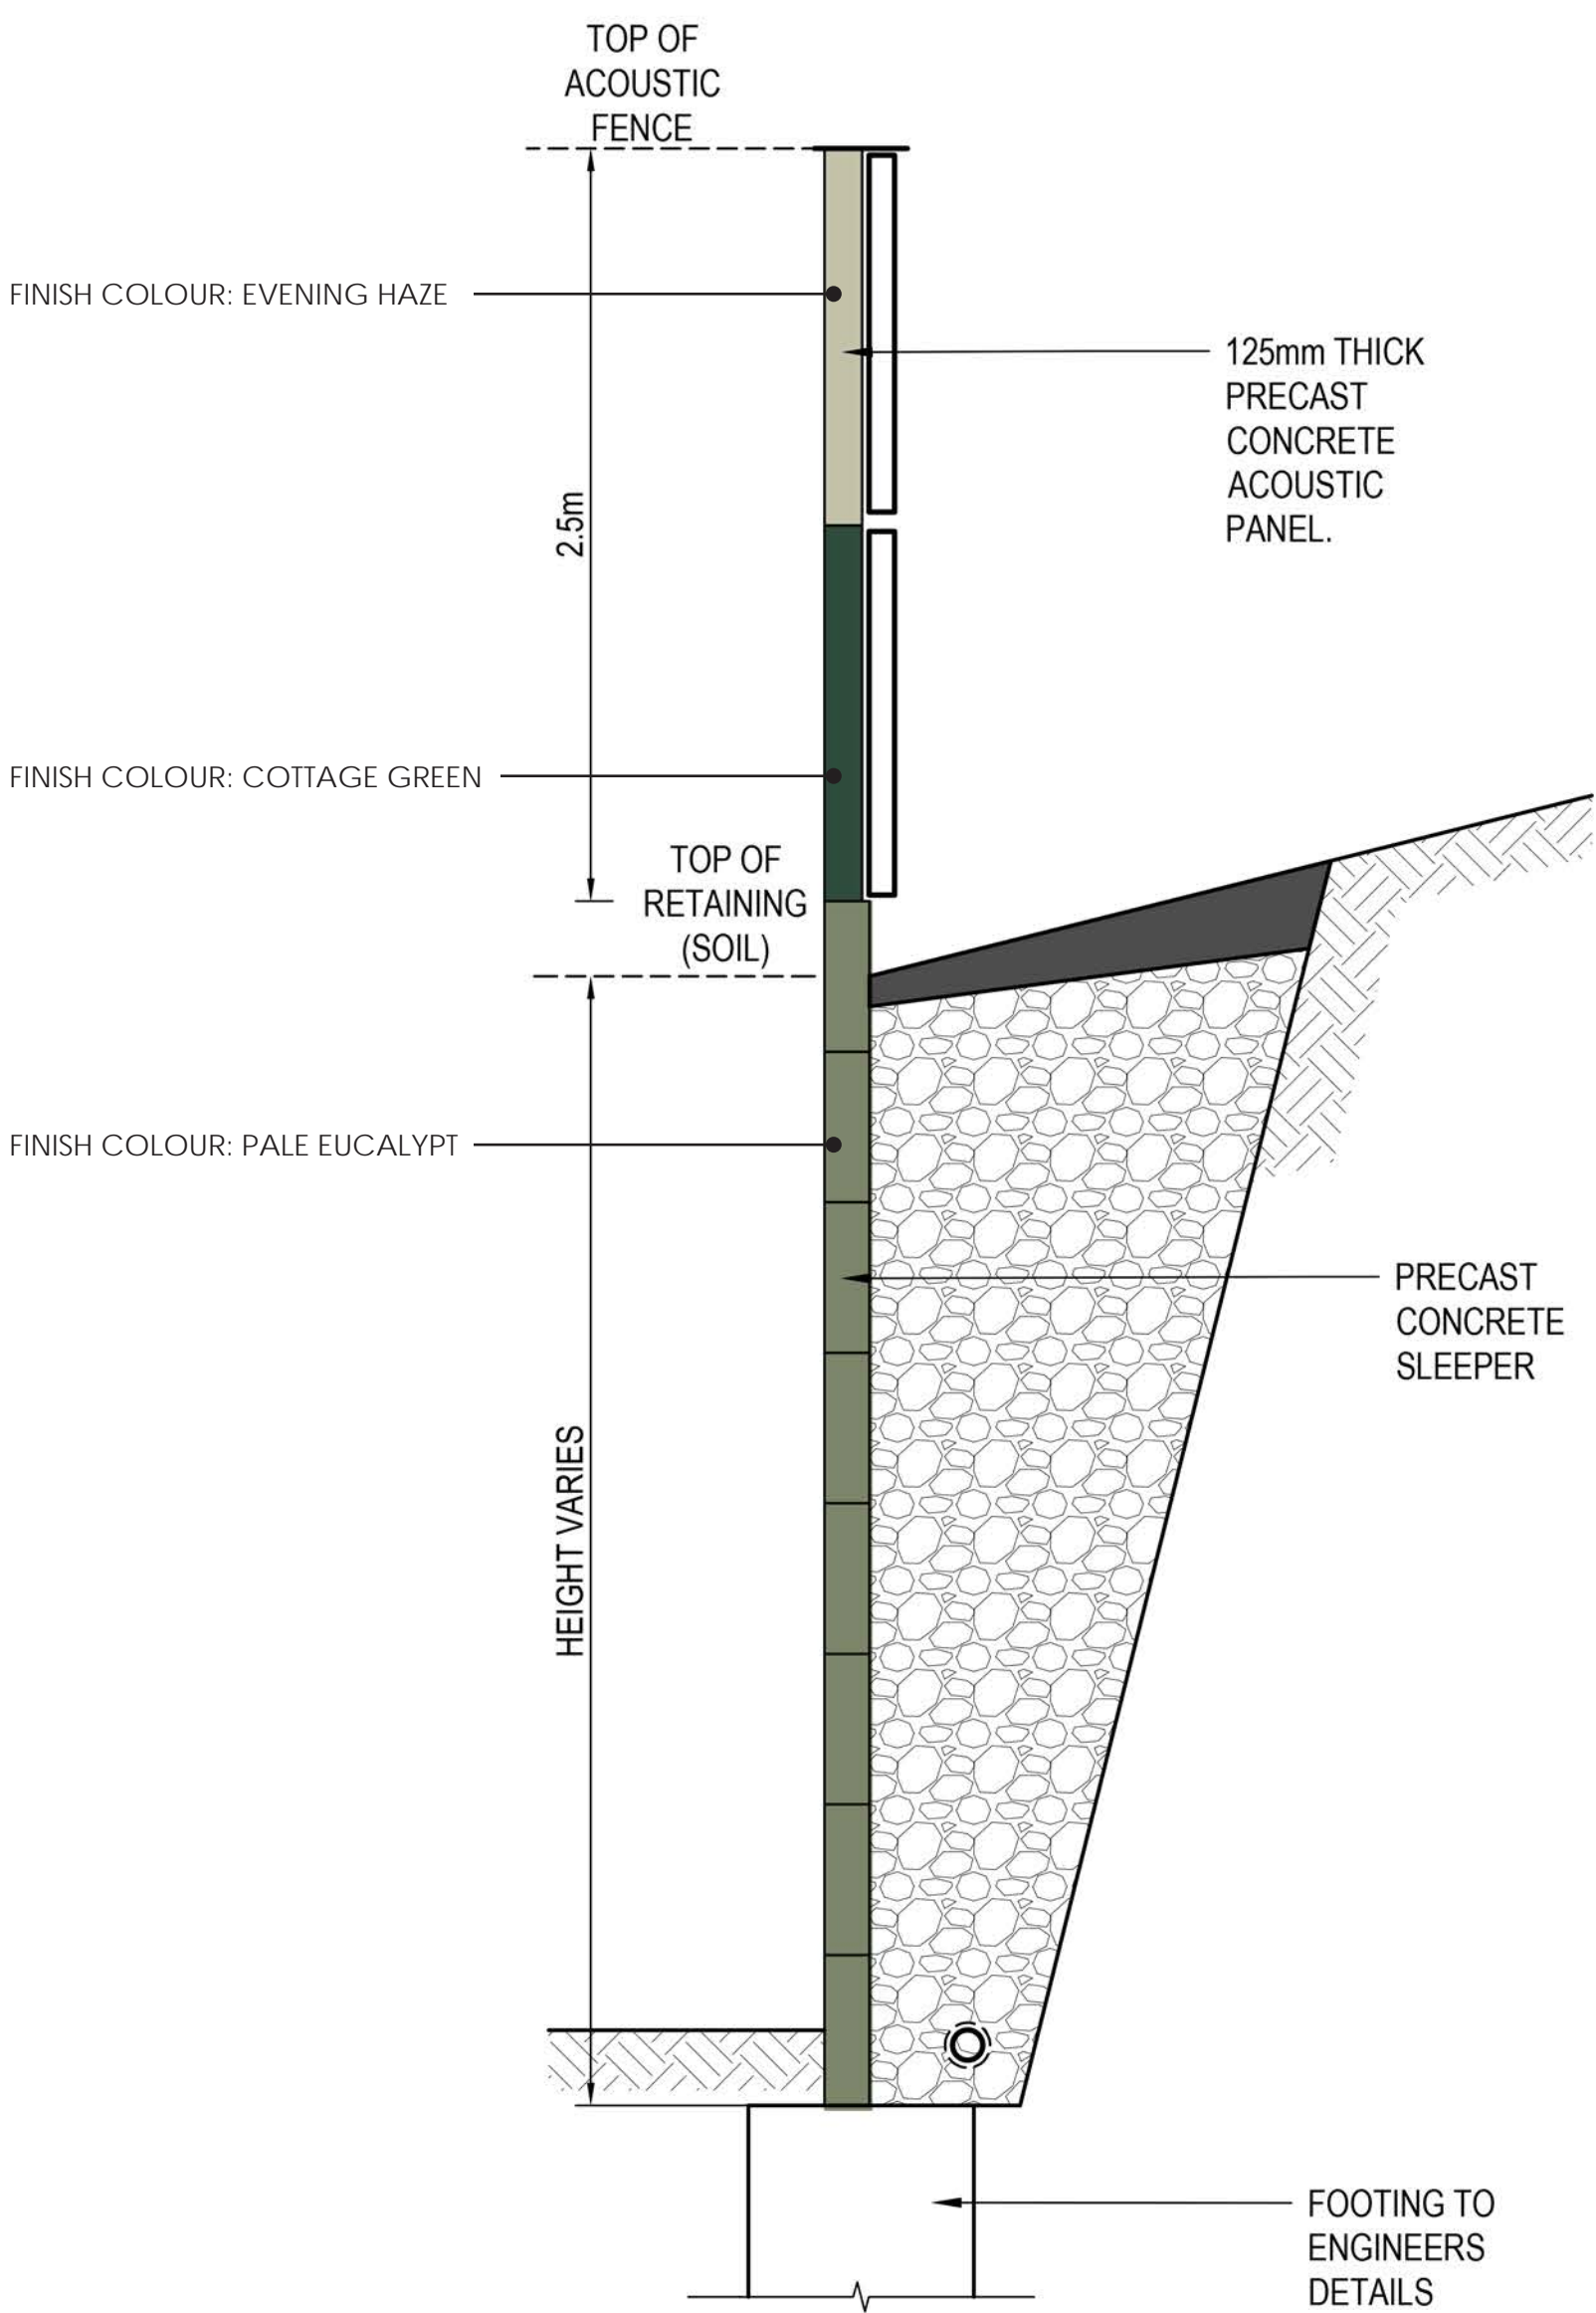 TOP OF
ACOUSTIC
FENCE
FINISH COLOUR: EVENING HAZE
125mm THICK
PRECAST
CONCRETE
ACOUSTIC
PANEL.
2.5m
FINISH COLOUR: COTTAGE GREEN
TOP OF
RETAINING
(SOIL)
FINISH COLOUR: PALE EUCALYPT
PRECAST
CONCRETE
SLEEPER
HEIGHT VARIES
FOOTING TO
ENGINEERS
DETAILS